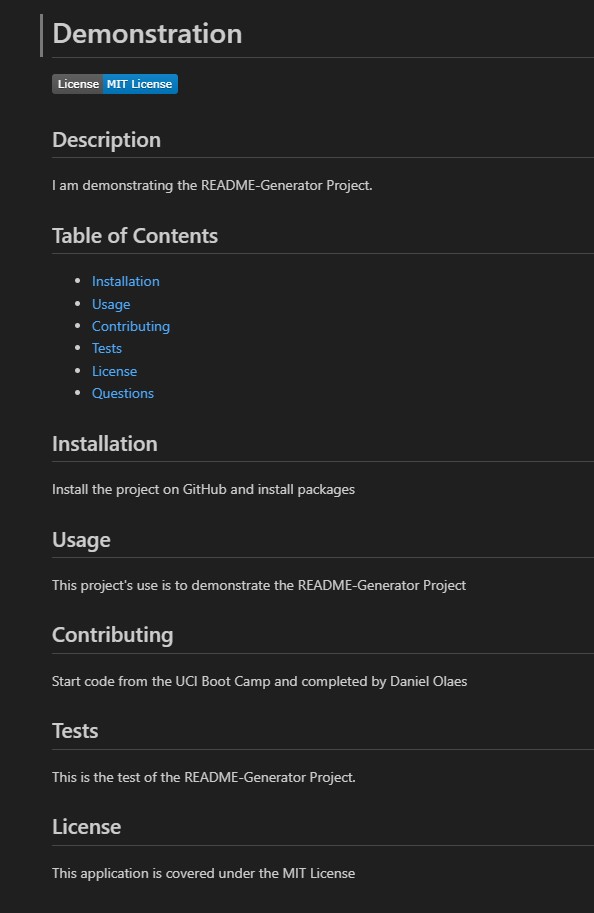 Demonstration
License MIT License
Description
I am demonstrating the README-Generator Project.
Table of Contents
Installation
Usage
Contributing
Tests
License
Questions
Installation
Install the project on GitHub and install packages
Usage
This project's use is to demonstrate the README-Generator Project
Contributing
Start code from the UCI Boot Camp and completed by Daniel Olaes
Tests
This is the test of the README-Generator Project.
License
This application is covered under the MIT License